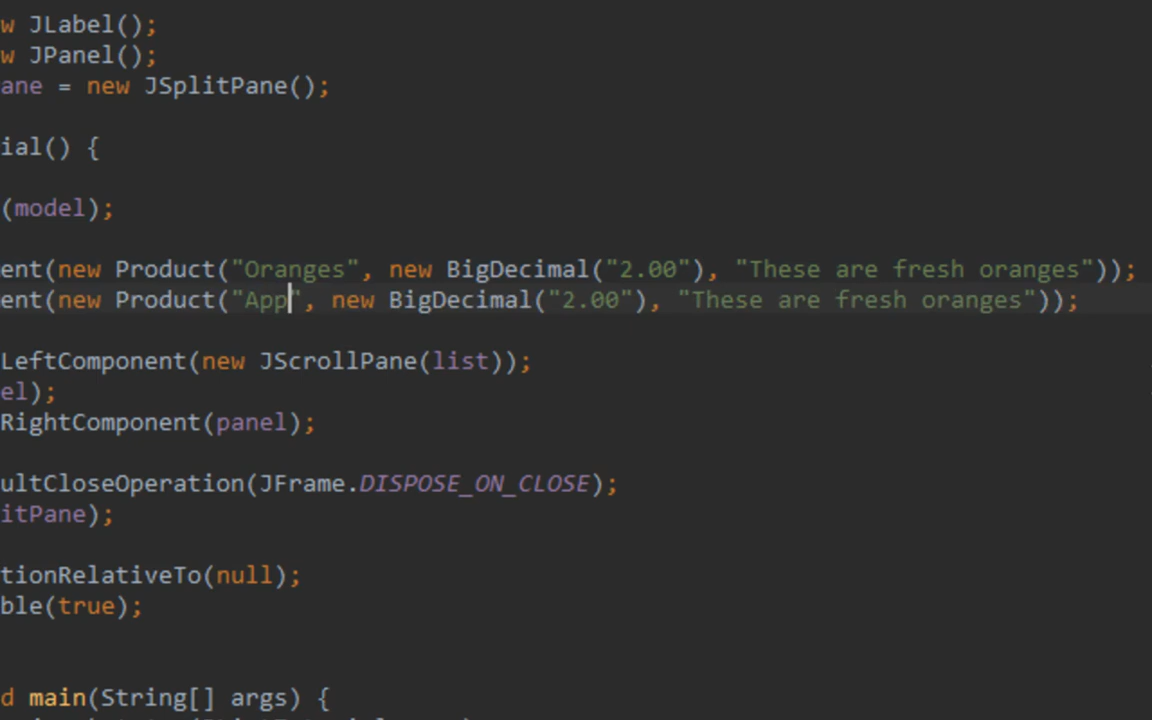 w JLabel();
w JPanel();
ane = new JSplitPane();
ial() {
(model);
ent(new Product("Oranges", new BigDecimal("2.00"), "These are fresh oranges"));
ent(new Product("App", new BigDecimal("2.00"), "These are fresh oranges"));
LeftComponent(new JScrollPane(list));
el);
RightComponent(panel);
ultCloseOperation(JFrame.DISPOSE_ON_CLOSE);
itPane);
tionRelativeTo(null);
ble(true);
d main(String[] args) {